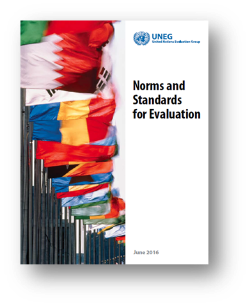 UNEG
United Nations Evaluation Group
Norms and
Standards
for Evaluation
June 2016